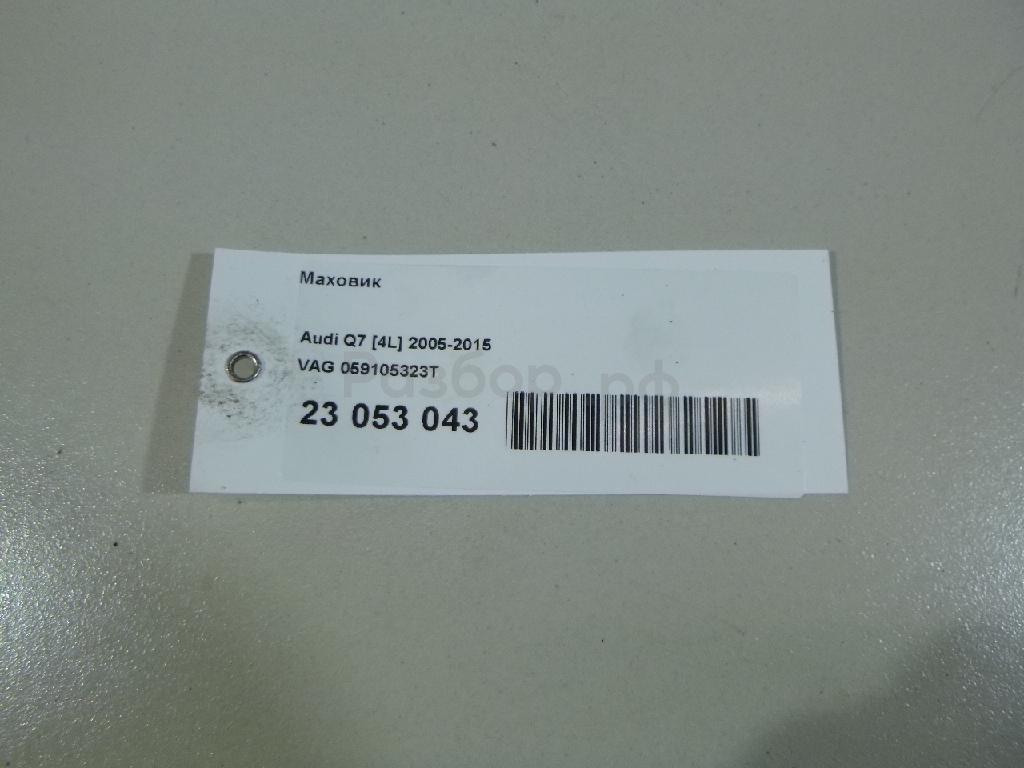 Маховик
Audi Q7 [4L] 2005-2015
VAG 059105323T
Разбор.рф
23 053 043